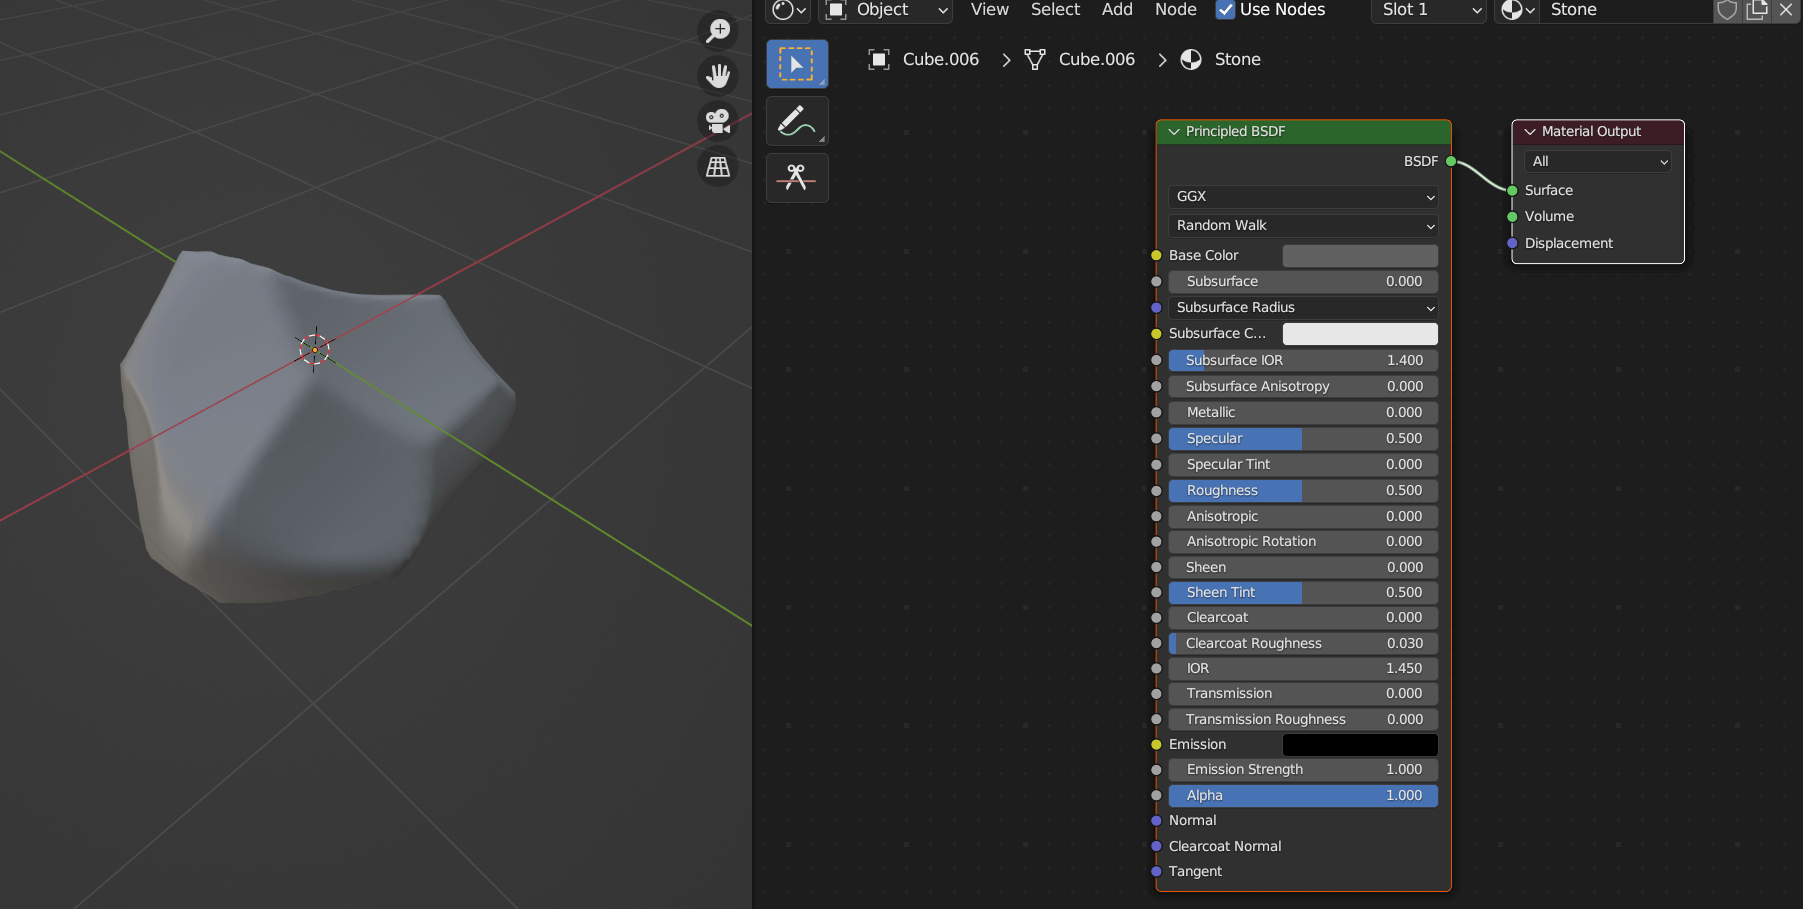 Object View Select Add Node Use Nodes Slot 1 Stone
Cube.006 Cube.006 Stone
Principled BSDF
BSDF
GGX
Random Walk
Base Color
Subsurface 0.000
Subsurface Radius
Subsurface C...
Subsurface IOR 1.400
Subsurface Anisotropy 0.000
Metallic 0.000
Specular 0.500
Specular Tint 0.000
Roughness 0.500
Anisotropic 0.000
Anisotropic Rotation 0.000
Sheen 0.000
Sheen Tint 0.500
Clearcoat 0.000
Clearcoat Roughness 0.030
IOR 1.450
Transmission 0.000
Transmission Roughness 0.000
Emission
Emission Strength 1.000
Alpha 1.000
Normal
Clearcoat Normal
Tangent
Material Output
All
Surface
Volume
Displacement